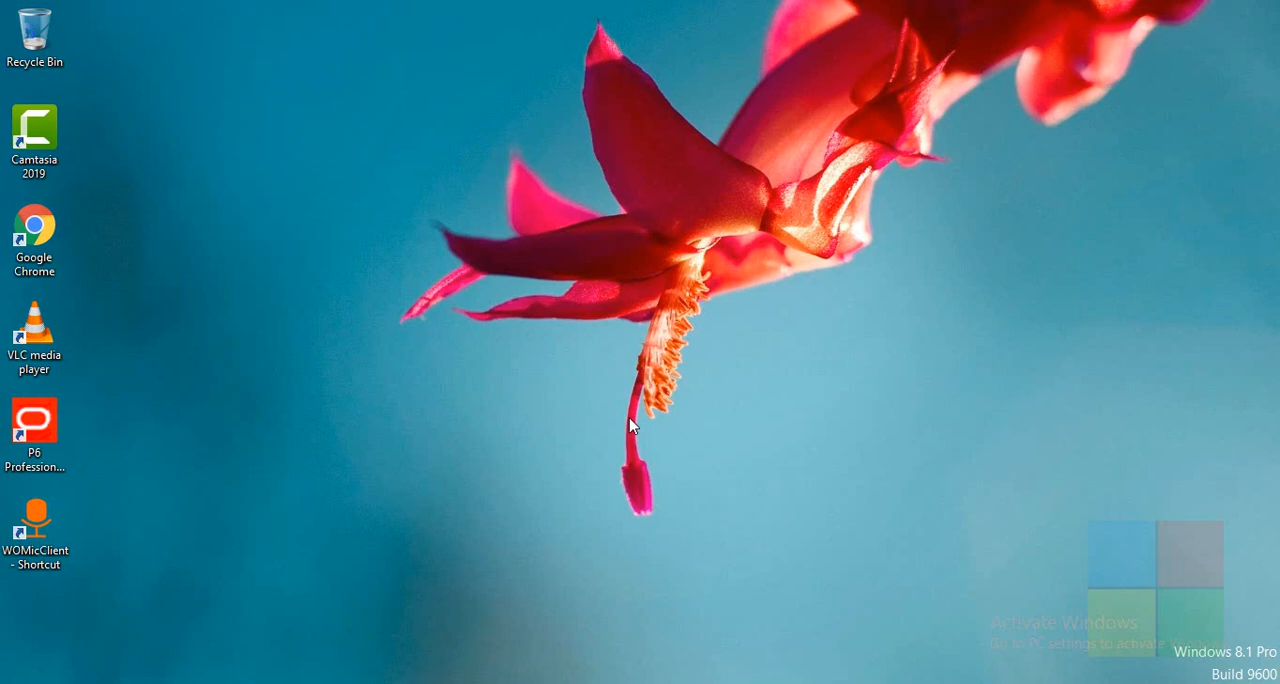 Recycle Bin
Camtasia
2019
Google
Chrome
VLC media
player
P6
Profession...
WOMicClient
- Shortcut
Activate Windows
Go to PC settings to activate Windows
Windows 8.1 Pro
Build 9600